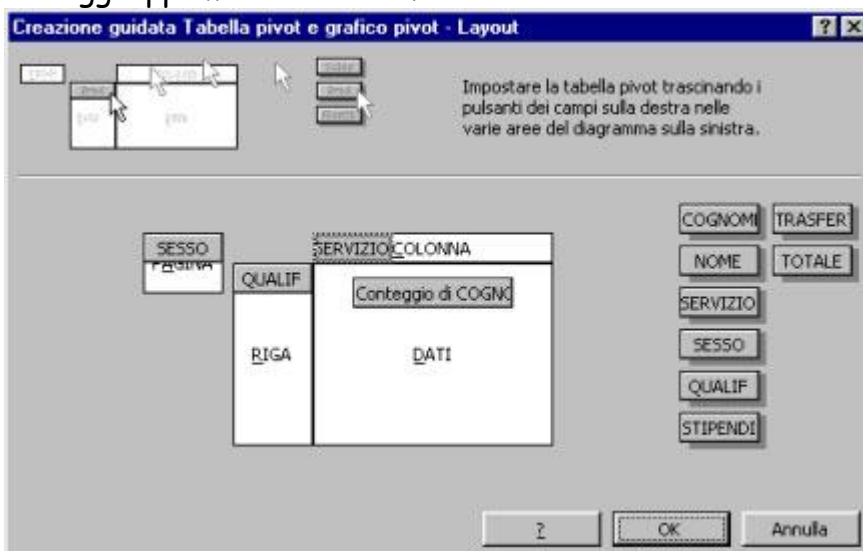 Creazione guidata Tabella pivot e grafico pivot - Layout
Impostare la tabella pivot trascinando i
pulsanti dei campi sulla destra nelle
varie aree del diagramma sulla sinistra.
SESSO
PAGINA
SERVIZIO COLONNA
QUALIF
Conteggio di COGNO
RIGA
DATI
COGNOMI TRASFER
NOME TOTALE
SERVIZIO
SESSO
QUALIF
STIPENDI
? OK Annulla